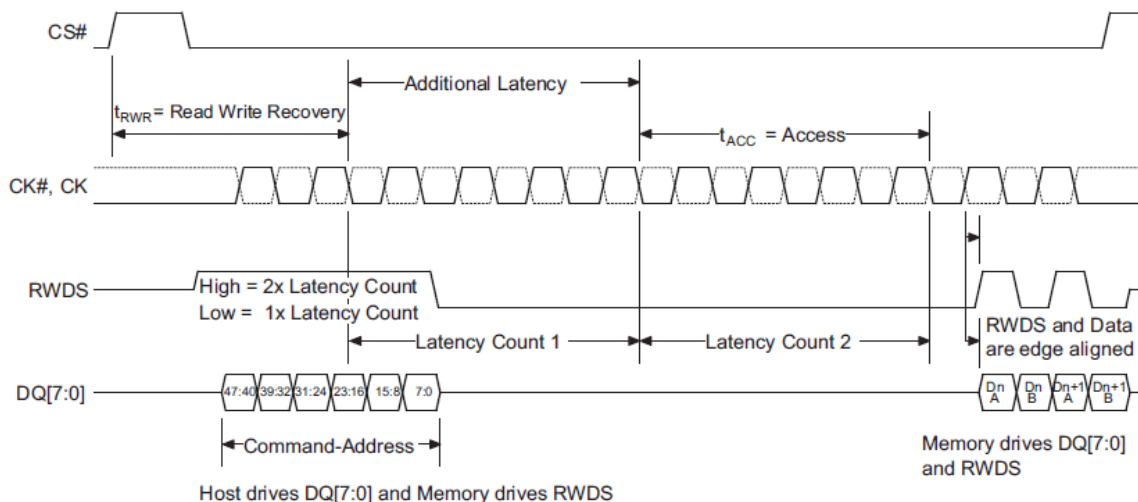 CS#
Additional Latency
tRWR= Read Write Recovery
tACC = Access
CK#, CK
RWDS
High = 2x Latency Count
Low = 1x Latency Count
RWDS and Data
are edge aligned
Latency Count 1
Latency Count 2
DQ[7:0]
47:40 39:32 31:24 23:16 15:8 7:0
Dn A
Dn B
Dn+1 A
Dn+1 B
Command-Address
Memory drives DQ[7:0]
and RWDS
Host drives DQ[7:0] and Memory drives RWDS